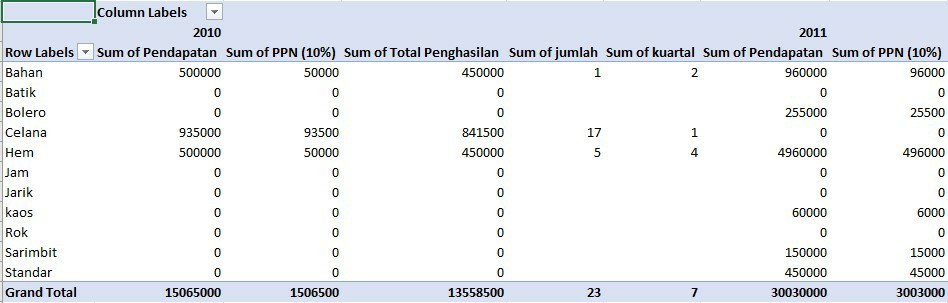 Column Labels
2010 2011
Row Labels Sum of Pendapatan Sum of PPN (10%) Sum of Total Penghasilan Sum of jumlah Sum of kuartal Sum of Pendapatan Sum of PPN (10%)
Bahan 500000 50000 450000 1 2 960000 96000
Batik 0 0 0 0 0
Bolero 0 0 0 255000 25500
Celana 935000 93500 841500 17 1 0 0
Hem 500000 50000 450000 5 4 4960000 496000
Jam 0 0 0 0 0
Jarik 0 0 0 0 0
kaos 0 0 0 60000 6000
Rok 0 0 0 0 0
Sarimbit 0 0 0 150000 15000
Standar 0 0 0 450000 45000
Grand Total 15065000 1506500 13558500 23 7 30030000 3003000